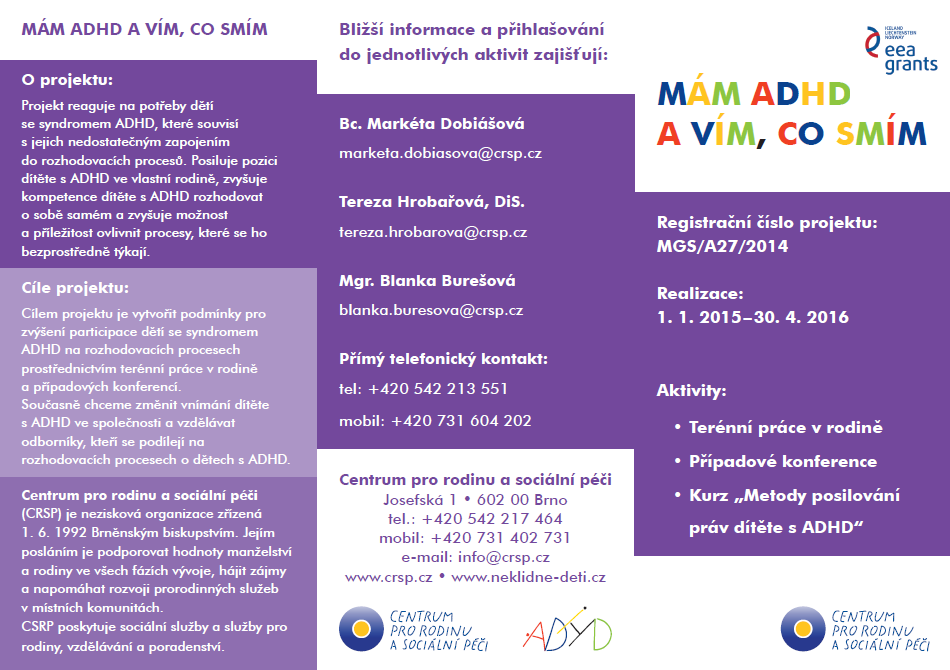 MÁM ADHD A VÍM, CO SMÍM
O projektu:
Projekt reaguje na potřeby dětí
se syndromem ADHD, které souvisí
s jejich nedostatečným zapojením
do rozhodovacích procesů. Posiluje pozici
dítěte s ADHD ve vlastní rodině, zvyšuje
kompetence dítěte s ADHD rozhodovat
o sobě samém a zvyšuje možnost
a příležitost ovlivnit procesy, které se ho
bezprostředně týkají.
Cíle projektu:
Cílem projektu je vytvořit podmínky pro
zvýšení participace dětí se syndromem
ADHD na rozhodovacích procesech
prostřednictvím terénní práce v rodině
a případových konferencí.
Současně chceme změnit vnímání dítěte
s ADHD ve společnosti a vzdělávat
odborníky, kteří se podílejí na
rozhodovacích procesech o dětech s ADHD.
Centrum pro rodinu a sociální péči
(CRSP) je nezisková organizace zřízená
1. 6. 1992 Brněnským biskupstvím. Jejím
posláním je podporovat hodnoty manželství
a rodiny ve všech fázích vývoje, hájit zájmy
a napomáhat rozvoji prorodinných služeb
v místních komunitách.
CSRP poskytuje sociální služby a služby pro
rodiny, vzdělávání a poradenství.
Bližší informace a přihlašování
do jednotlivých aktivit zajišťují:
Bc. Markéta Dobiášová
marketa.dobiasova@crsp.cz
Tereza Hrobařová, DiS.
tereza.hrobarova@crsp.cz
Mgr. Blanka Burešová
blanka.buresova@crsp.cz
Přímý telefonický kontakt:
tel: +420 542 213 551
mobil: +420 731 604 202
Centrum pro rodinu a sociální péči
Josefská 1 • 602 00 Brno
tel.: +420 542 217 464
mobil: +420 731 402 731
e-mail: info@crsp.cz
www.crsp.cz • www.neklidne-deti.cz
CENTRUM
PRO RODINU
A SOCIÁLNÍ PÉČI
ADHD
ICELAND
LIECHTENSTEIN
NORWAY
eea
grants
MÁM ADHD
A VÍM, CO SMÍM
Registrační číslo projektu:
MGS/A27/2014
Realizace:
1. 1. 2015–30. 4. 2016
Aktivity:
• Terénní práce v rodině
• Případové konference
• Kurz „Metody posilování
práv dítěte s ADHD“
CENTRUM
PRO RODINU
A SOCIÁLNÍ PÉČI